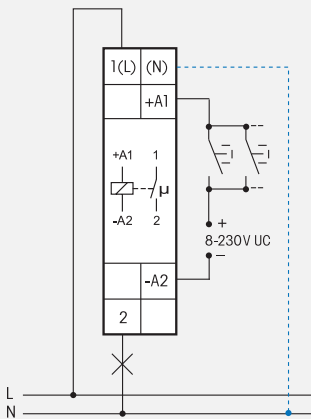 1(L) (N)
+A1
+A1 1
µ
-A2 2
+
8-230V UC
−
-A2
2
L
N